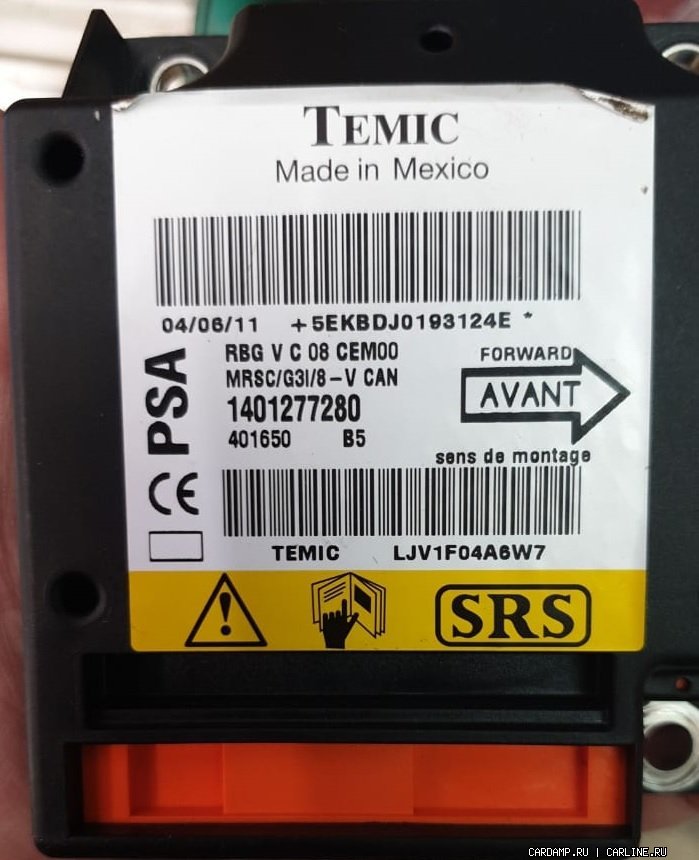 TEMIC
Made in Mexico
04/06/11 +5EKBDJ0193124E *
RBG V C 08 CEM00
MRSC/G3I/8-V CAN
1401277280
401650 B5
PSA
CE
FORWARD
AVANT
sens de montage
TEMIC LJV1F04A6W7
SRS
CARDAMP.RU | CARLINE.RU